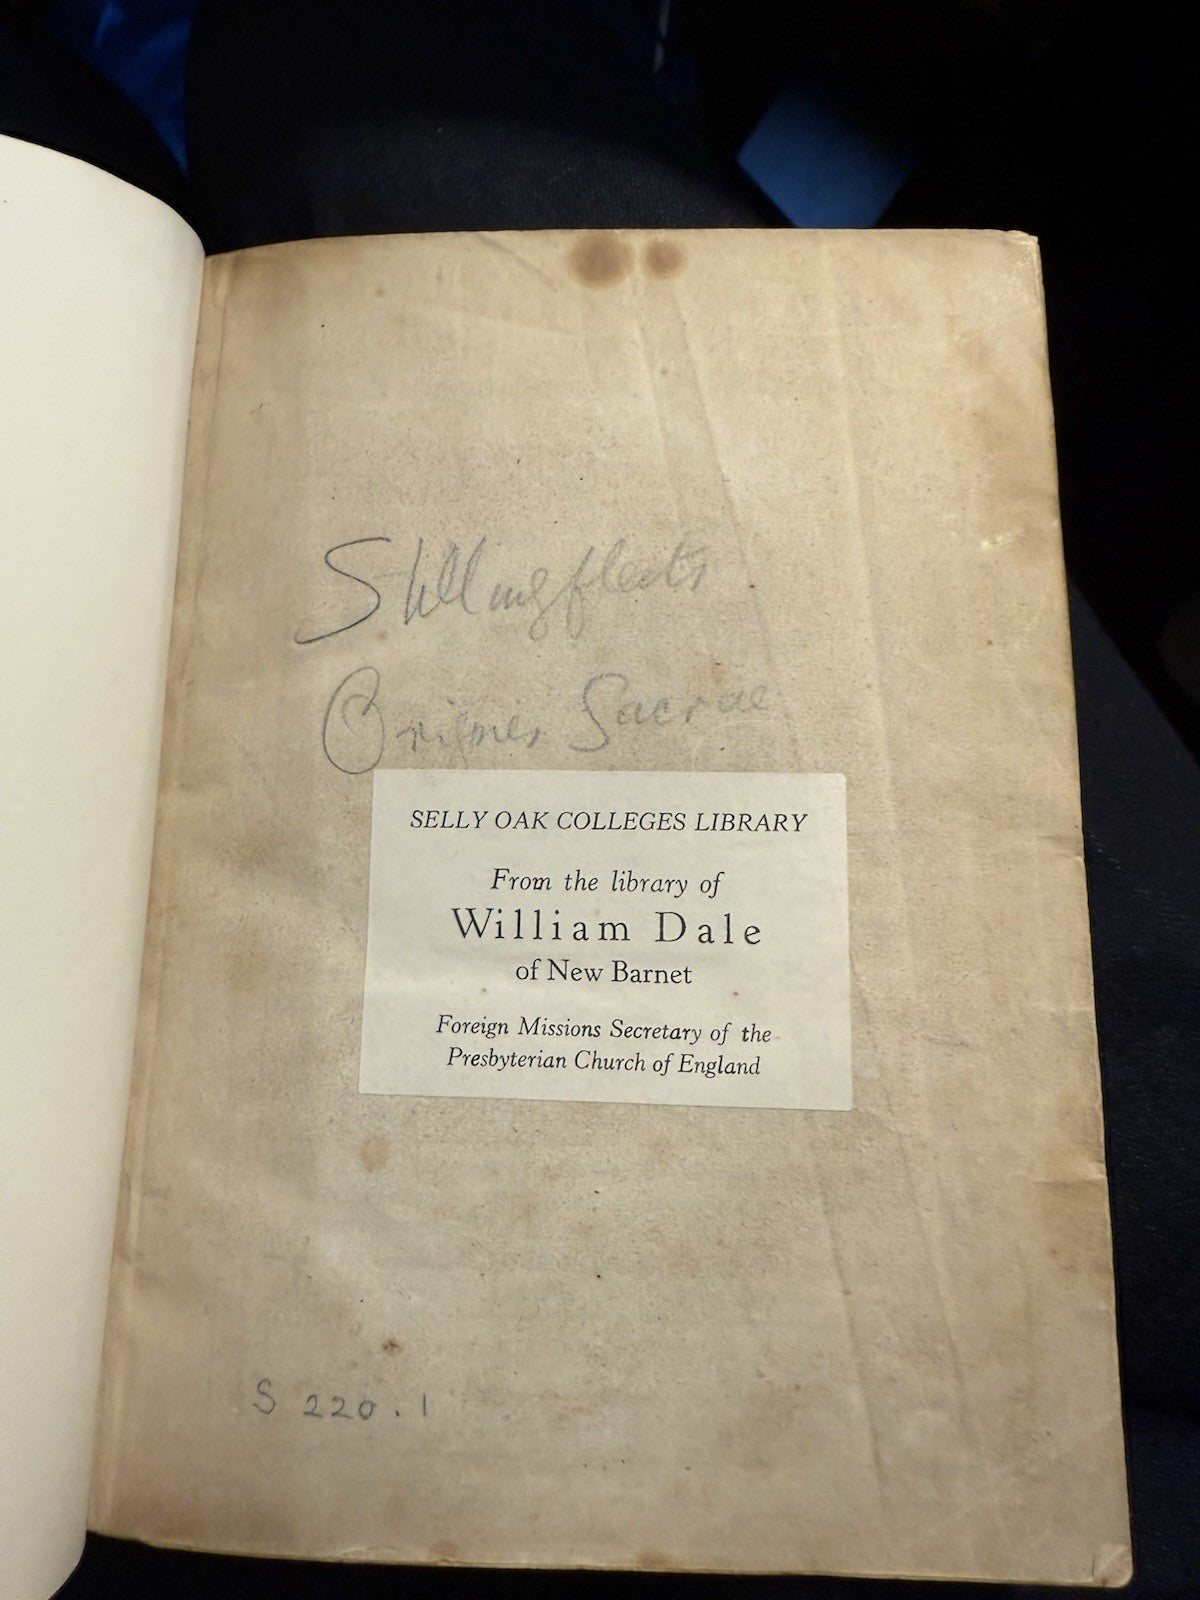 Stillingfleets
Origines Sacrae
SELLY OAK COLLEGES LIBRARY
From the library of
William Dale
of New Barnet
Foreign Missions Secretary of the
Presbyterian Church of England
S 220.1